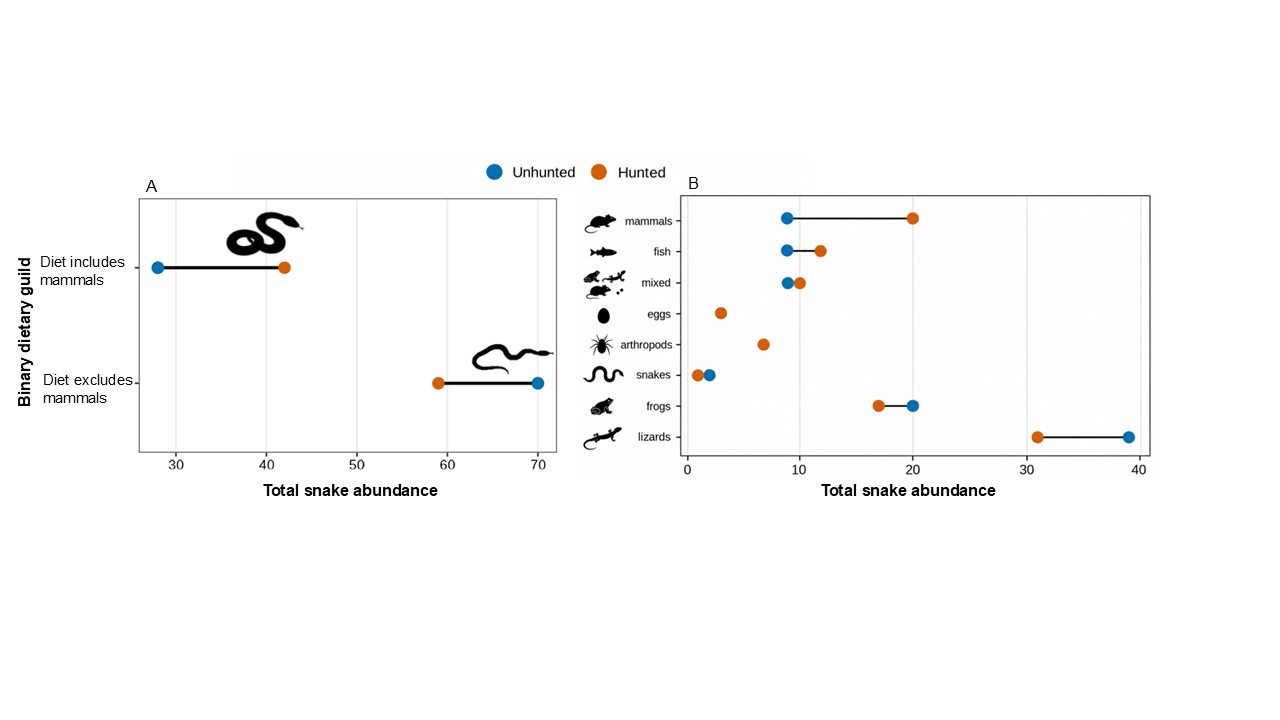 Unhunted Hunted
A
B
Binary dietary guild
Diet includes
mammals
Diet excludes
mammals
30 40 50 60 70
Total snake abundance
mammals
fish
mixed
eggs
arthropods
snakes
frogs
lizards
0 10 20 30 40
Total snake abundance